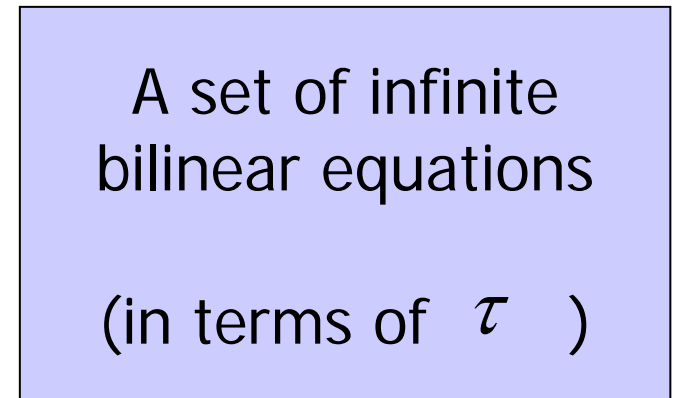 A set of infinite
bilinear equations
(in terms of τ )